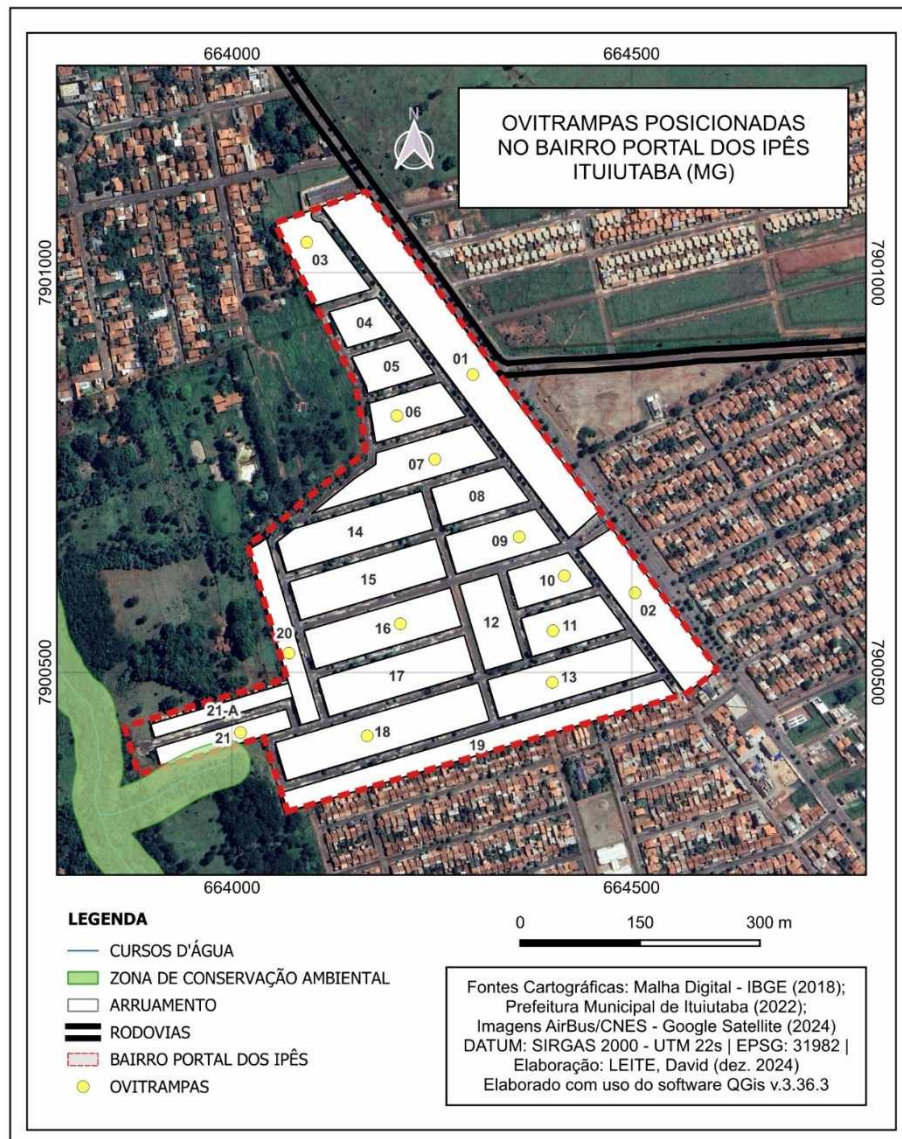 664000
664500
N
OVITRAMPAS POSICIONADAS
NO BAIRRO PORTAL DOS IPÊS
ITUIUTABA (MG)
7901000
7901000
03
04
01
05
06
07
08
14
09
15
10
02
16
11
12
20
17
13
7900500
7900500
21-A
21
18
19
664000
664500
LEGENDA
CURSOS D'ÁGUA
ZONA DE CONSERVAÇÃO AMBIENTAL
ARRUAMENTO
RODOVIAS
BAIRRO PORTAL DOS IPÊS
OVITRAMPAS
0 150 300 m
Fontes Cartográficas: Malha Digital - IBGE (2018);
Prefeitura Municipal de Ituiutaba (2022);
Imagens AirBus/CNES - Google Satellite (2024)
DATUM: SIRGAS 2000 - UTM 22s | EPSG: 31982 |
Elaboração: LEITE, David (dez. 2024)
Elaborado com uso do software QGis v.3.36.3